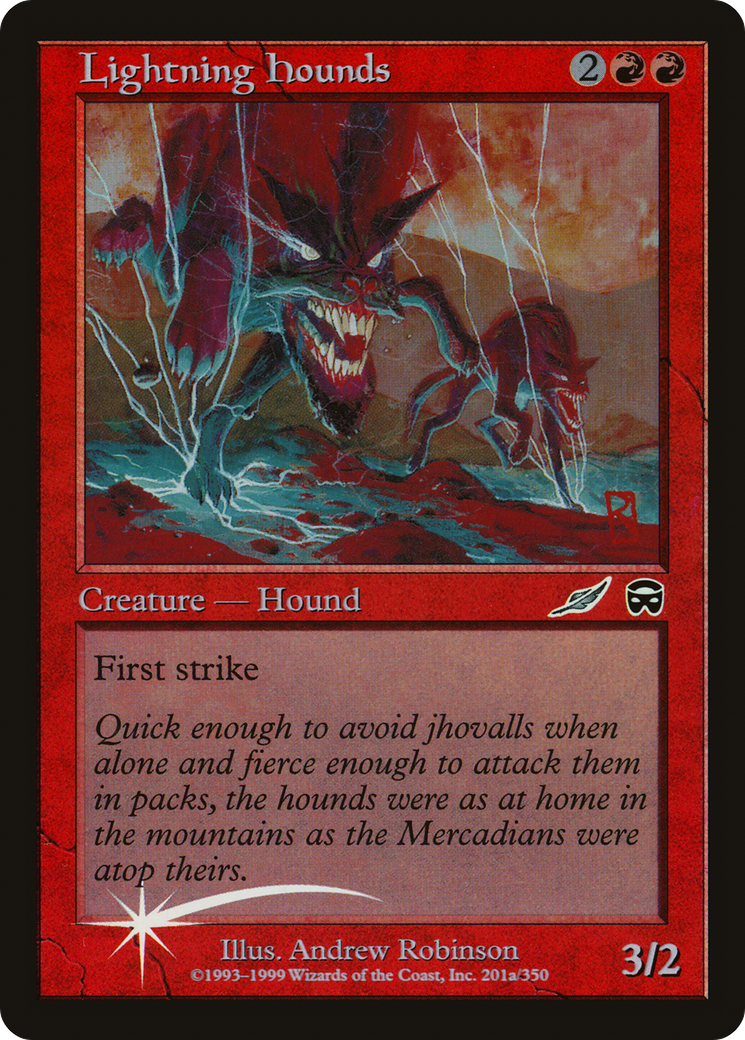 Lightning Hounds 2
Creature — Hound
First strike
Quick enough to avoid jhovalls when
alone and fierce enough to attack them
in packs, the hounds were as at home in
the mountains as the Mercadians were
atop theirs.
Illus. Andrew Robinson
©1993–1999 Wizards of the Coast, Inc. 201a/350
3/2